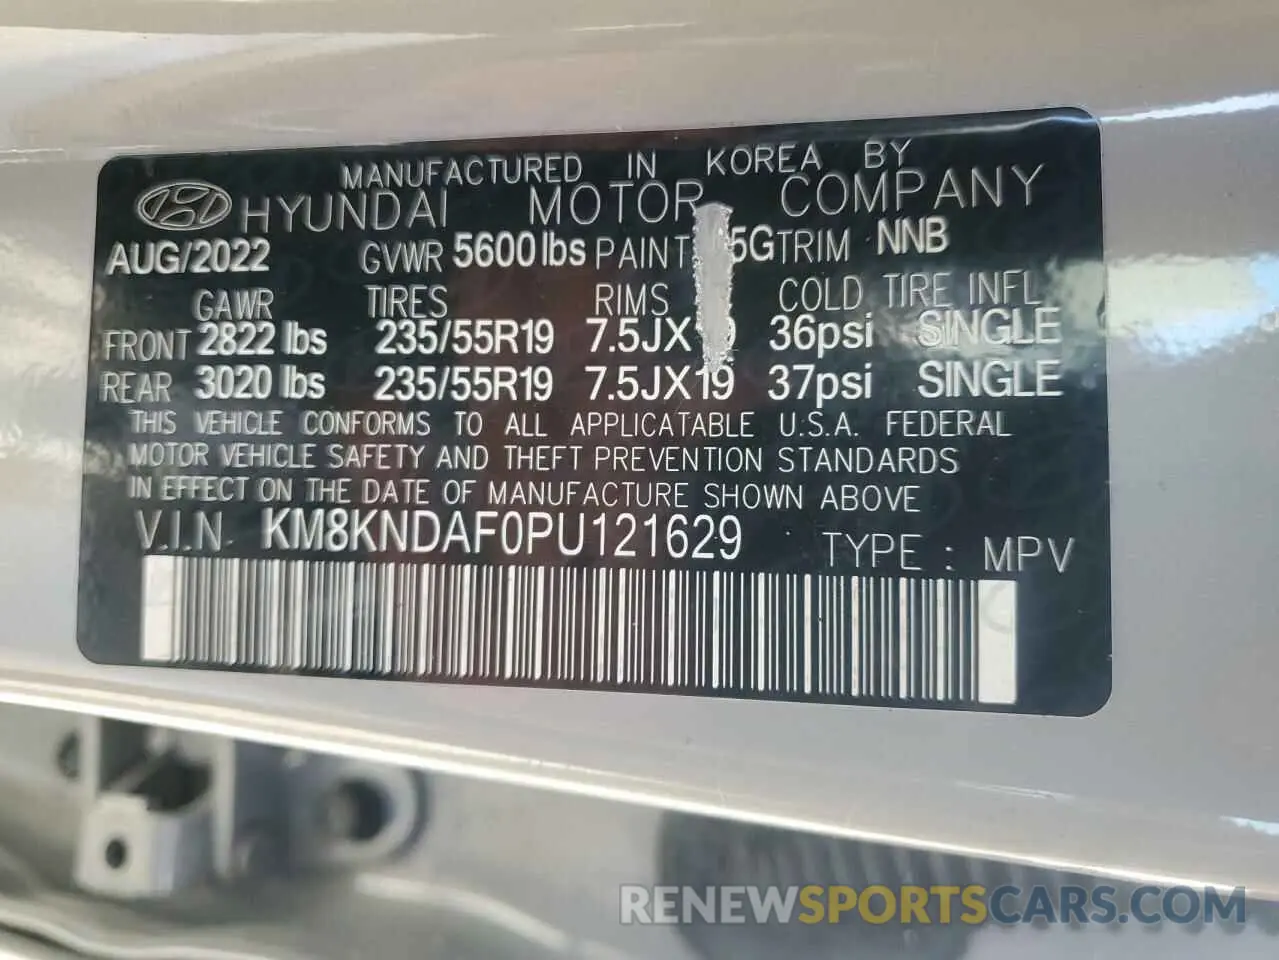 MANUFACTURED IN KOREA BY
HYUNDAI MOTOR COMPANY
AUG/2022 GVWR 5600 lbs PAINT 5G TRIM NNB
GAWR TIRES RIMS COLD TIRE INFL
FRONT 2822 lbs 235/55R19 7.5JX19 36psi SINGLE
REAR 3020 lbs 235/55R19 7.5JX19 37psi SINGLE
THIS VEHICLE CONFORMS TO ALL APPLICATABLE U.S.A. FEDERAL
MOTOR VEHICLE SAFETY AND THEFT PREVENTION STANDARDS
IN EFFECT ON THE DATE OF MANUFACTURE SHOWN ABOVE
V.I.N. KM8KNDAF0PU121629 TYPE : MPV
RENEWSPORTSCARS.COM